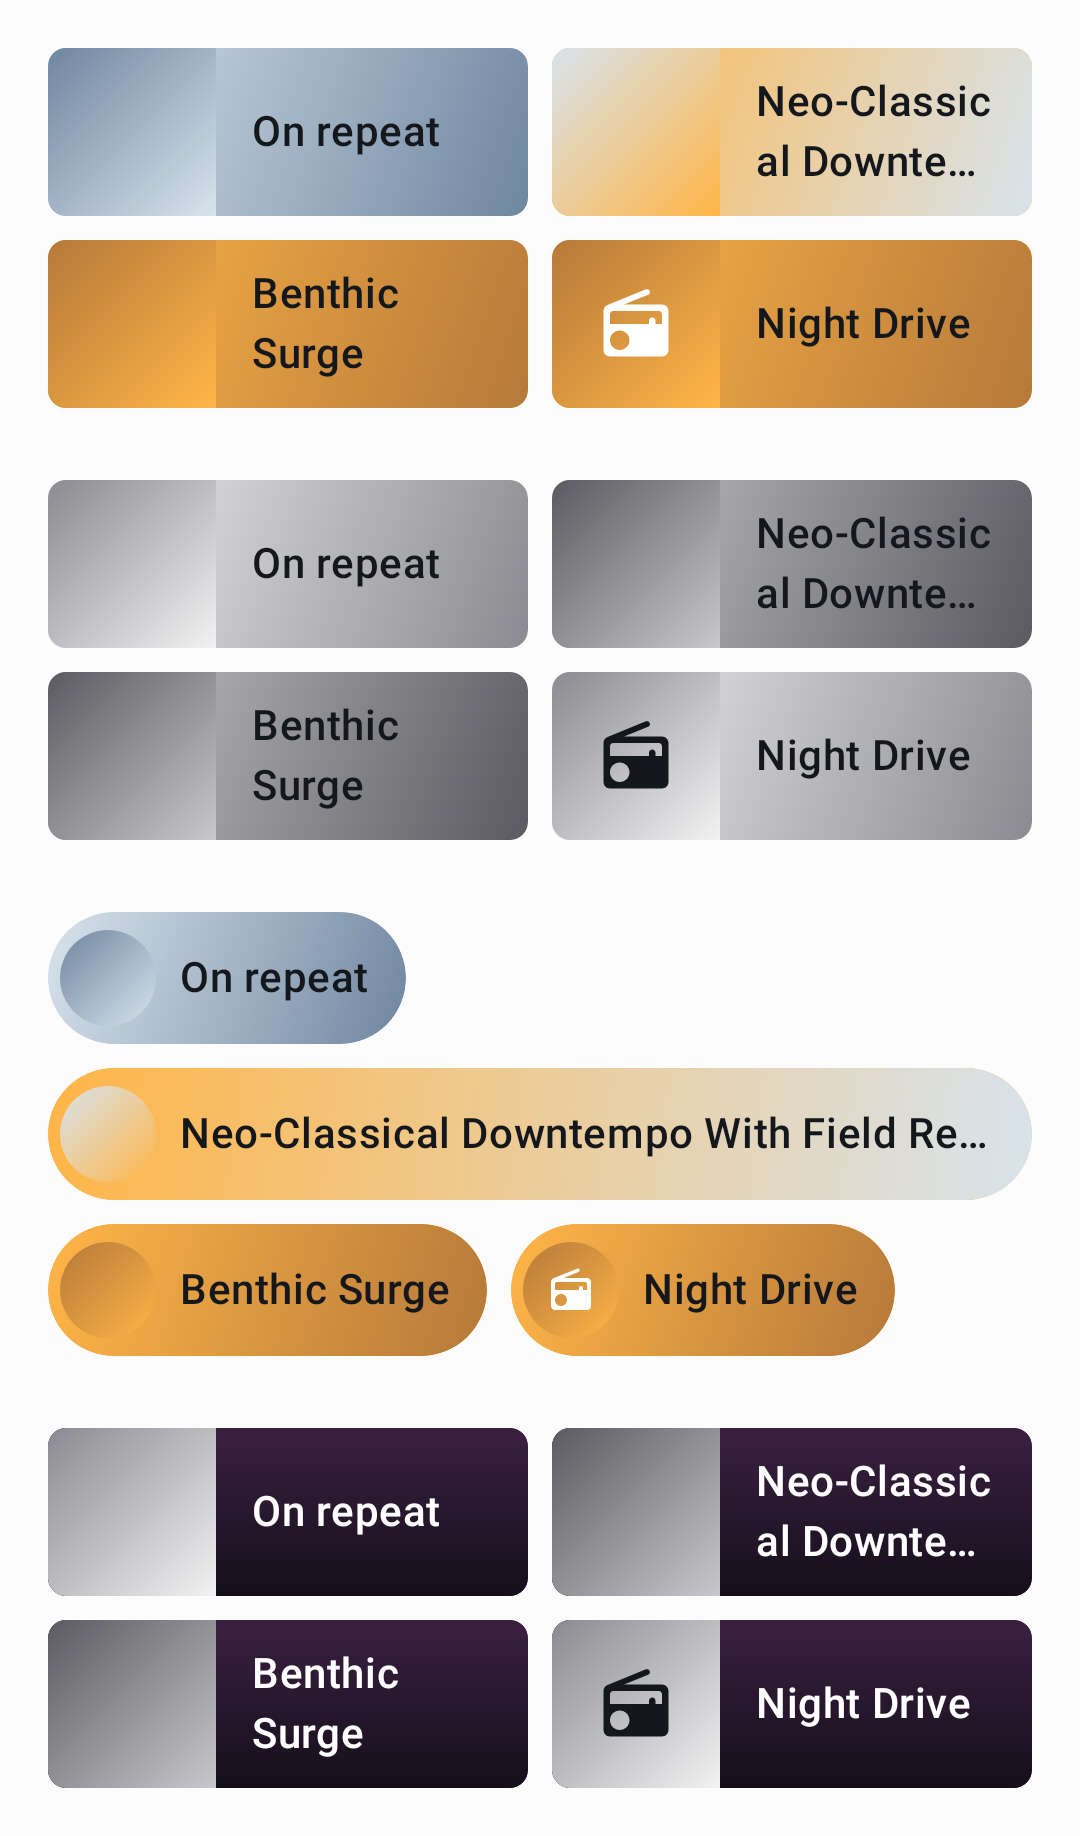 On repeat
Neo-Classic
al Downte…
Benthic
Surge
Night Drive
On repeat
Neo-Classic
al Downte…
Benthic
Surge
Night Drive
On repeat
Neo-Classical Downtempo With Field Re…
Benthic Surge
Night Drive
On repeat
Neo-Classic
al Downte…
Benthic
Surge
Night Drive